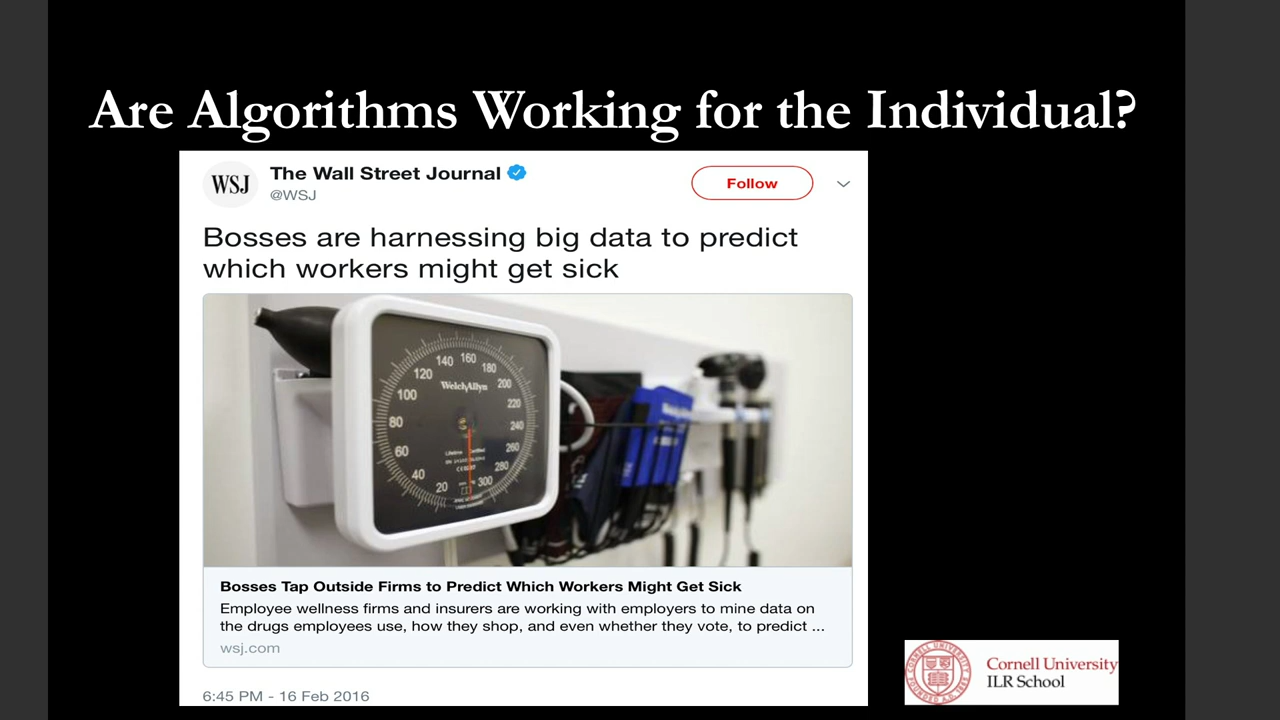 Are Algorithms Working for the Individual?
WSJ
The Wall Street Journal
@WSJ
Follow
Bosses are harnessing big data to predict
which workers might get sick
160
140
180
120
WelchAllyn
200
100
220
80
240
60
260
40
280
20
300
Bosses Tap Outside Firms to Predict Which Workers Might Get Sick
Employee wellness firms and insurers are working with employers to mine data on
the drugs employees use, how they shop, and even whether they vote, to predict ...
wsj.com
6:45 PM - 16 Feb 2016
Cornell University
ILR School